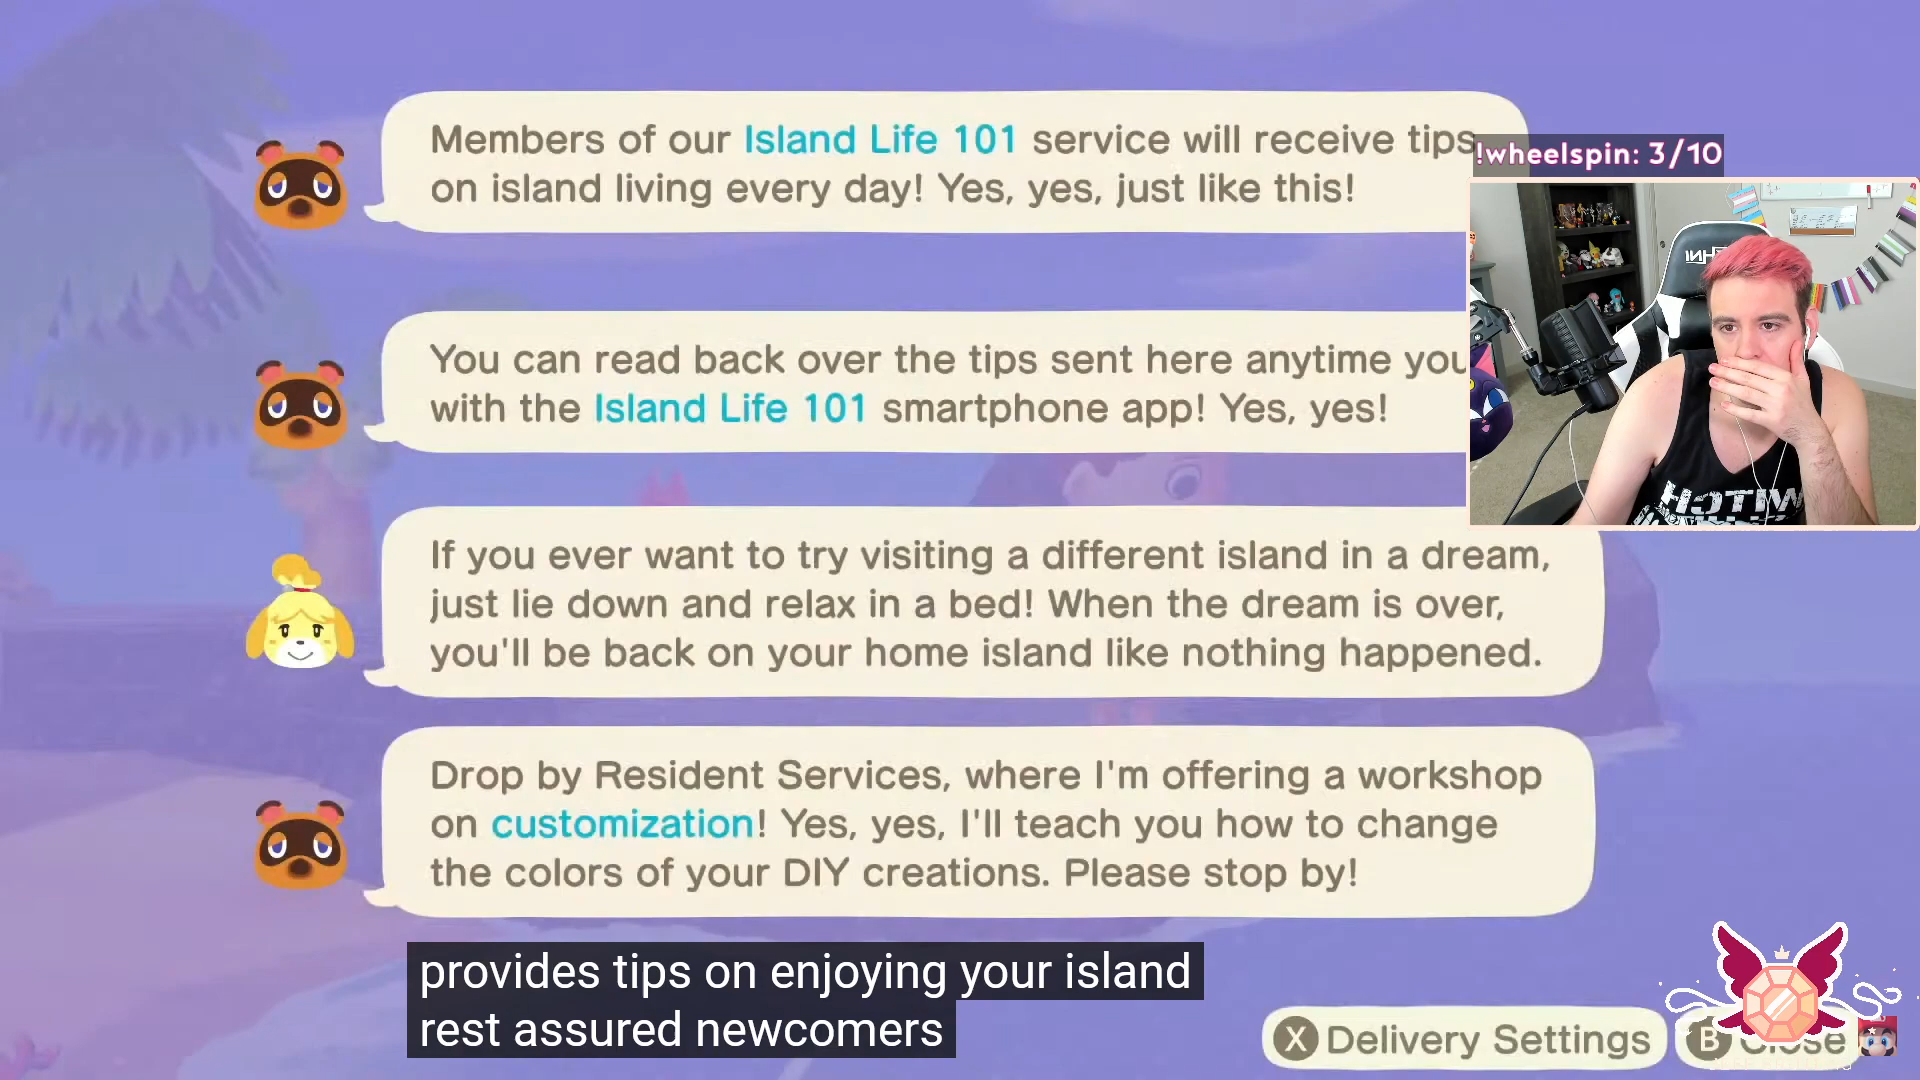 Members of our Island Life 101 service will receive tips
on island living every day! Yes, yes, just like this!
!wheelspin: 3/10
You can read back over the tips sent here anytime you
with the Island Life 101 smartphone app! Yes, yes!
If you ever want to try visiting a different island in a dream,
just lie down and relax in a bed! When the dream is over,
you'll be back on your home island like nothing happened.
Drop by Resident Services, where I'm offering a workshop
on customization! Yes, yes, I'll teach you how to change
the colors of your DIY creations. Please stop by!
provides tips on enjoying your island
rest assured newcomers
X Delivery Settings
B Close
WITCH